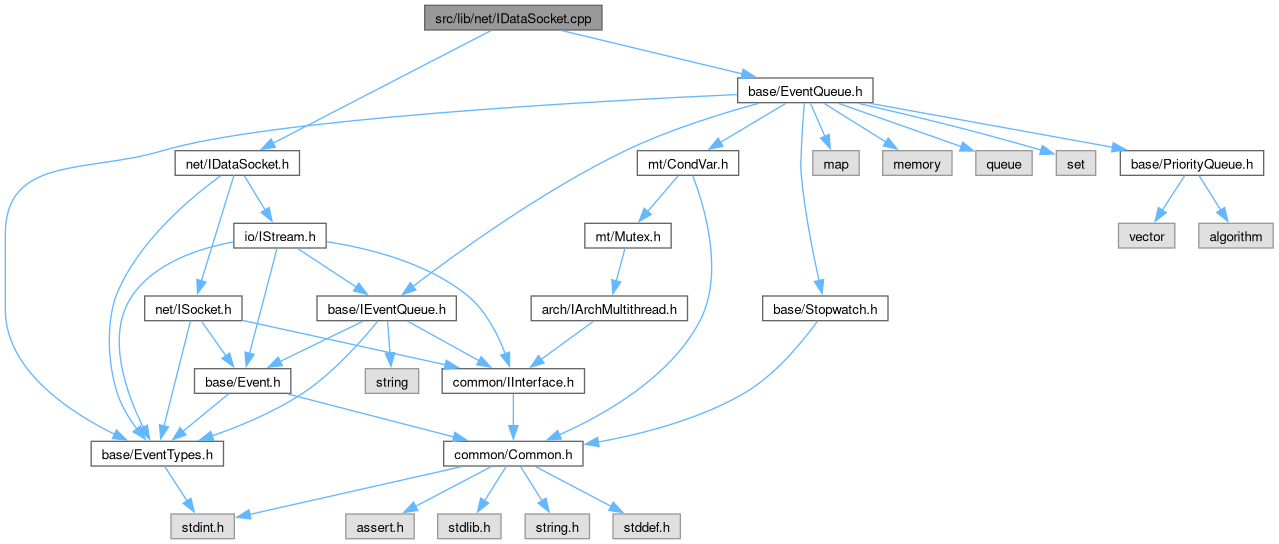 src/lib/net/IDataSocket.cpp
base/EventQueue.h
net/IDataSocket.h
mt/CondVar.h
map
memory
queue
set
base/PriorityQueue.h
io/IStream.h
mt/Mutex.h
vector
algorithm
net/ISocket.h
base/IEventQueue.h
arch/IArchMultithread.h
base/Stopwatch.h
base/Event.h
string
common/IInterface.h
base/EventTypes.h
common/Common.h
stdint.h
assert.h
stdlib.h
string.h
stddef.h